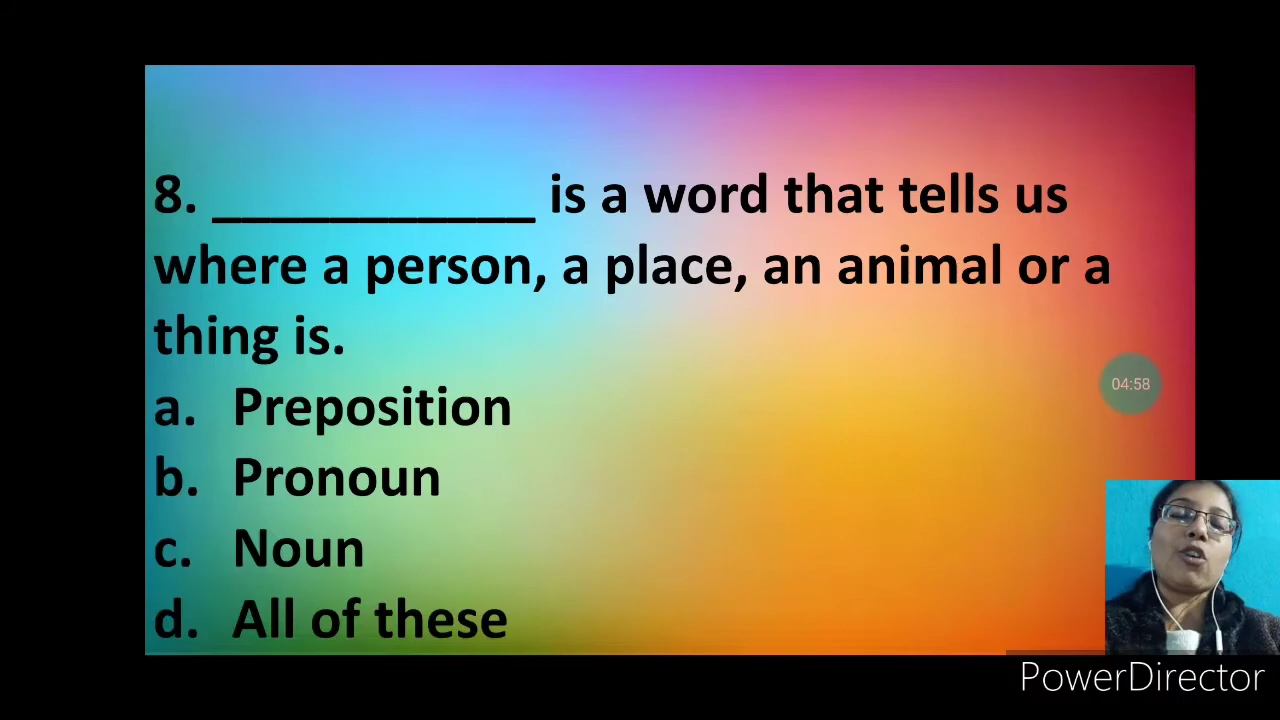 8. ___________ is a word that tells us
where a person, a place, an animal or a
thing is.
a. Preposition
b. Pronoun
c. Noun
d. All of these
04:58
PowerDirector